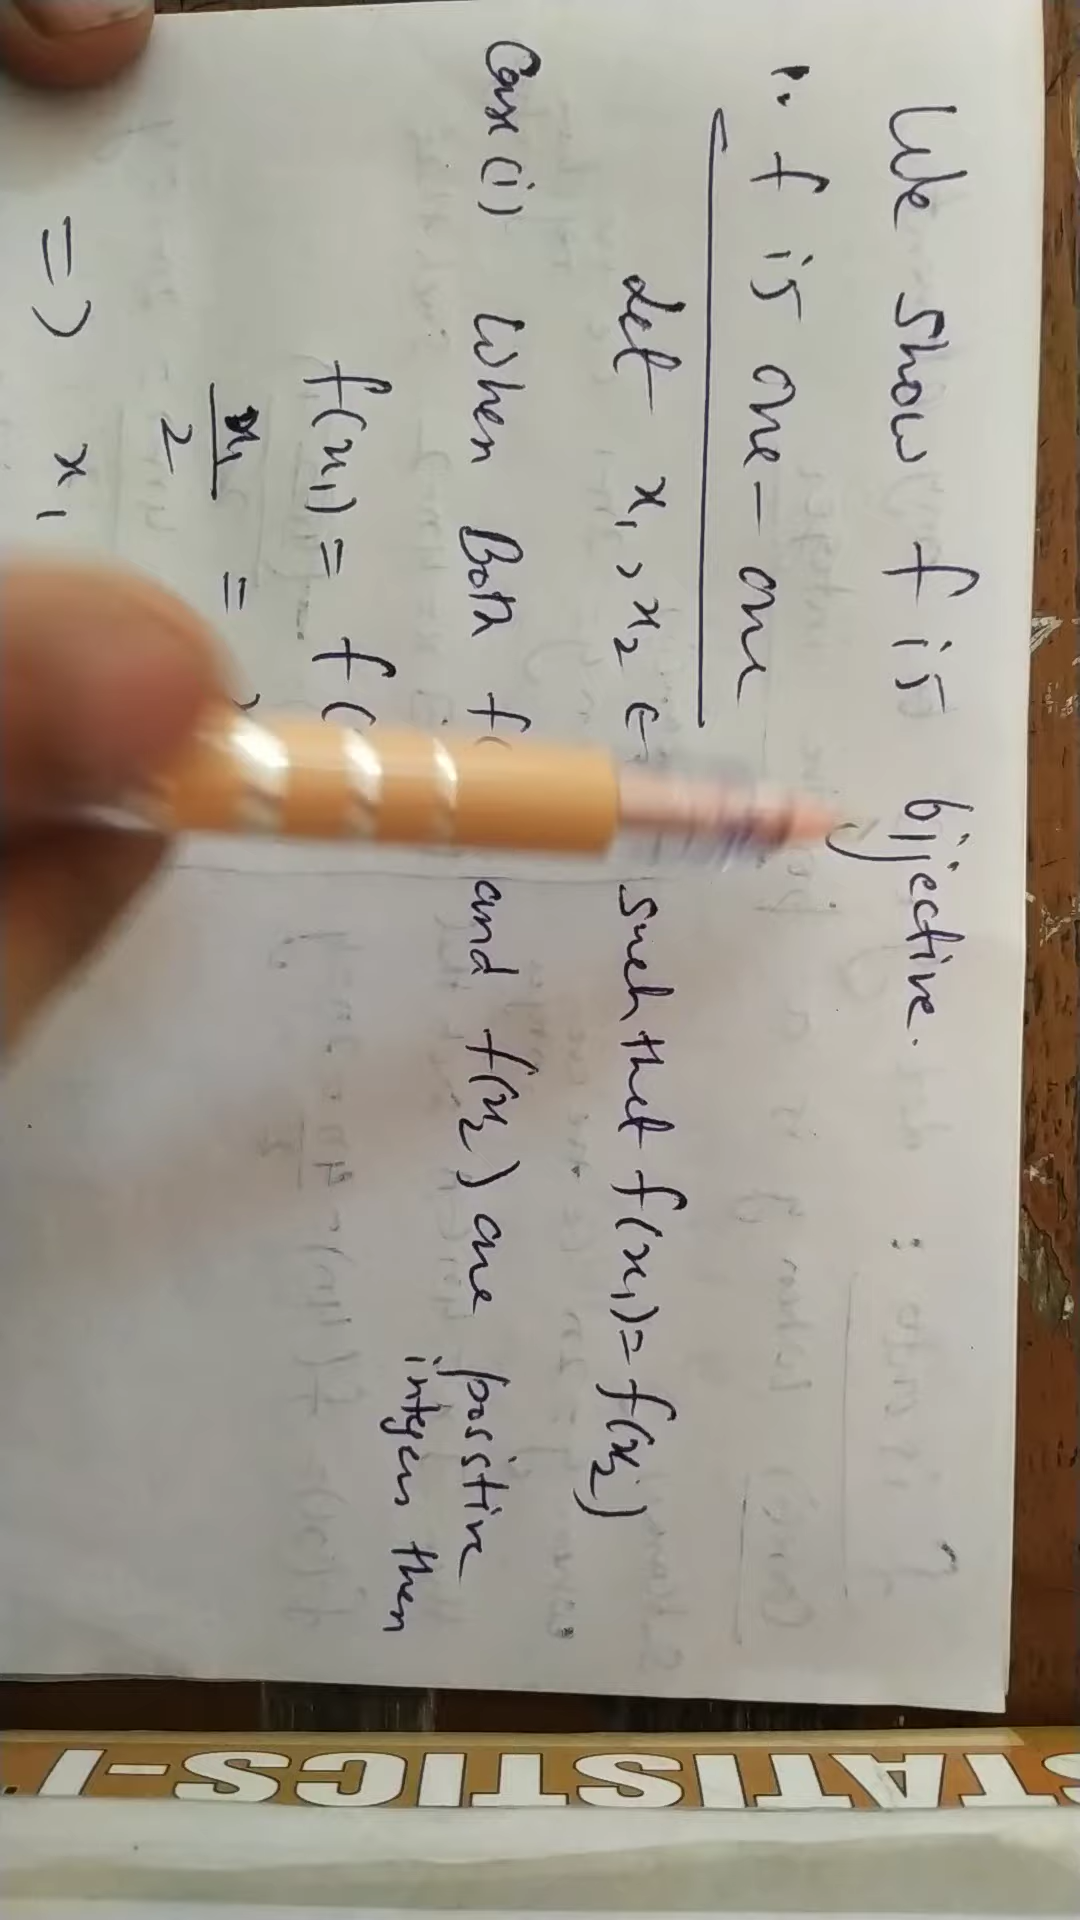 We show f is bijective.
1. f is one-one
Let x₁, x₂ ∈ such that f(x₁) = f(x₂)
Case (i) When Both f( and f(x₂) are positive
integers then
f(x₁) = f(
x₁/2 =
=> x₁
STATISTICS-I